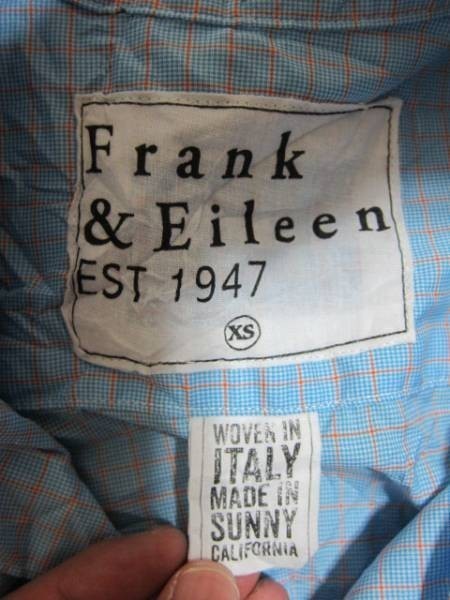 Frank
& Eileen
EST 1947
XS
WOVEN IN
ITALY
MADE IN
SUNNY
CALIFORNIA